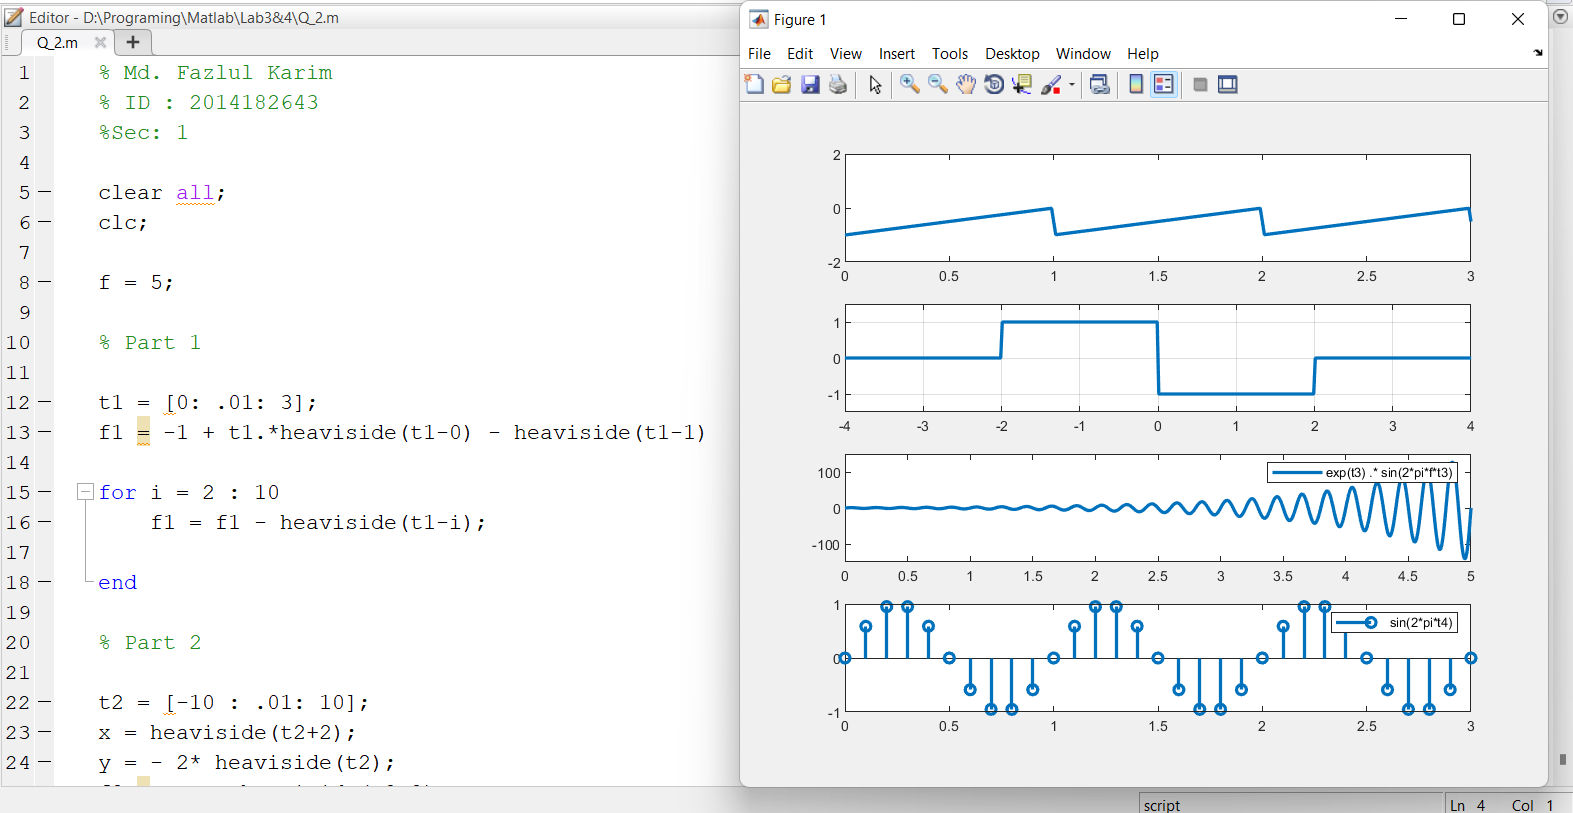 Editor - D:\Programing\Matlab\Lab3&4\Q_2.m
Q_2.m
1 % Md. Fazlul Karim
2 % ID : 2014182643
3 %Sec: 1
4
5 clear all;
6 clc;
7
8 f = 5;
9
10 % Part 1
11
12 t1 = [0: .01: 3];
13 f1 = -1 + t1.*heaviside(t1-0) - heaviside(t1-1)
14
15 for i = 2 : 10
16 f1 = f1 - heaviside(t1-i);
17
18 end
19
20 % Part 2
21
22 t2 = [-10 : .01: 10];
23 x = heaviside(t2+2);
24 y = - 2* heaviside(t2);
Figure 1
File Edit View Insert Tools Desktop Window Help
2
0
-2
0 0.5 1 1.5 2 2.5 3
1
0
-1
-4 -3 -2 -1 0 1 2 3 4
100
0
-100
exp(t3) .* sin(2*pi*f*t3)
0 0.5 1 1.5 2 2.5 3 3.5 4 4.5 5
1
0
-1
sin(2*pi*t4)
0 0.5 1 1.5 2 2.5 3
script Ln 4 Col 1